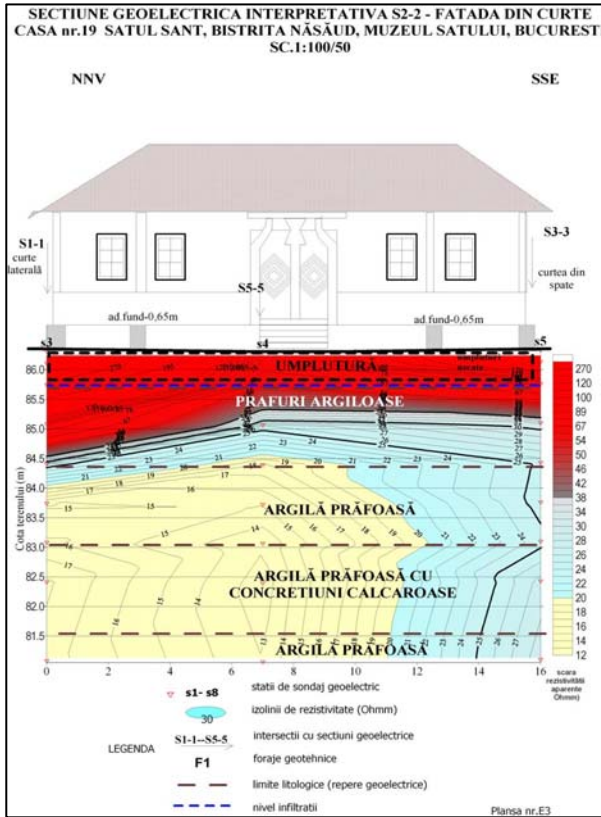 SECTIUNE GEOELECTRICA INTERPRETATIVA S2-2 - FATADA DIN CURTE
CASA nr.19 SATUL SANT, BISTRITA NĂSĂUD, MUZEUL SATULUI, BUCUREST
SC.1:100/50
NNV
SSE
S1-1
curte
laterală
S3-3
curtea din
spate
S5-5
ad.fund-0,65m
ad.fund-0,65m
s3
s4
s5
UMPLUTURĂ
PRAFURI ARGILOASE
ARGILĂ PRĂFOASĂ
ARGILĂ PRĂFOASĂ CU
CONCRETIUNI CALCAROASE
ARGILĂ PRĂFOASĂ
Cota terenului (m)
86.0
85.5
85.0
84.5
84.0
83.5
83.0
82.5
82.0
81.5
0
2
4
6
8
10
12
14
16
270
120
100
89
67
54
50
46
42
38
34
30
28
26
24
22
20
18
16
14
12
scara
rezistivitătii
aparente
Ohmm)
s1- s8
statii de sondaj geoelectric
30
izolinii de rezistivitate (Ohmm)
LEGENDA
S1-1--S5-5
intersectii cu sectiuni geoelectrice
F1
foraje geotehnice
limite litologice (repere geoelectrice)
nivel infiltratii
Plansa nr.E3